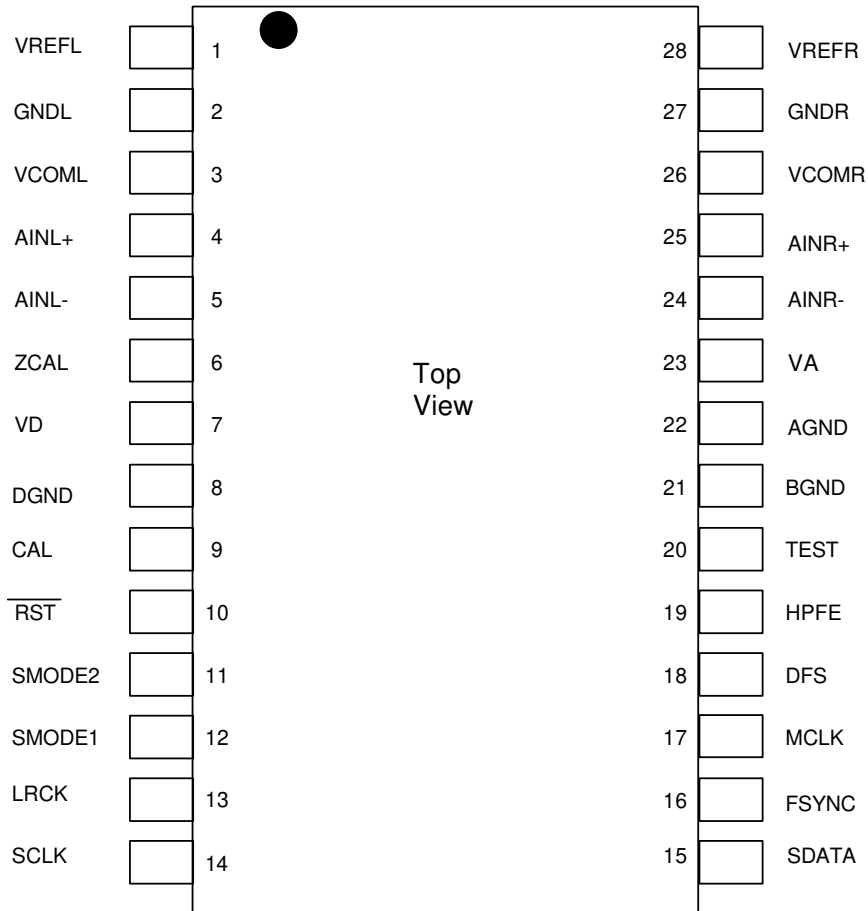 VREFL 1 28 VREFR
GNDL 2 27 GNDR
VCOML 3 26 VCOMR
AINL+ 4 25 AINR+
AINL- 5 24 AINR-
ZCAL 6 23 VA
Top
View
VD 7 22 AGND
DGND 8 21 BGND
CAL 9 20 TEST
RST 10 19 HPFE
SMODE2 11 18 DFS
SMODE1 12 17 MCLK
LRCK 13 16 FSYNC
SCLK 14 15 SDATA